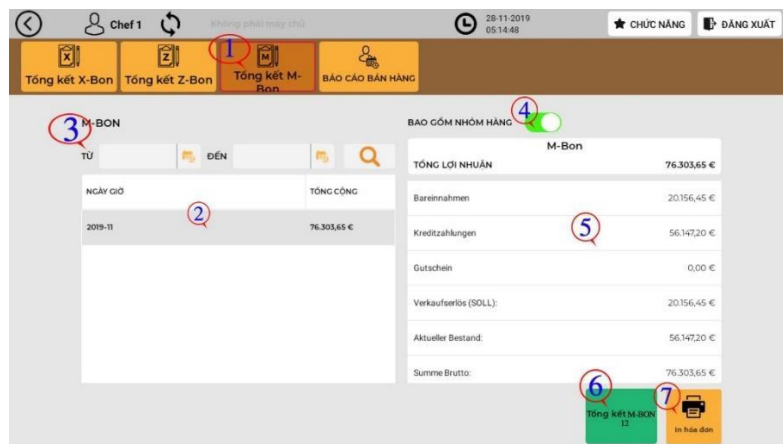 Chef 1
Không phải máy chủ
28-11-2019
05:14:48
CHỨC NĂNG
ĐĂNG XUẤT
X
Z
M
1
Tổng kết X-Bon
Tổng kết Z-Bon
Tổng kết M-
Bon
BÁO CÁO BÁN HÀNG
3
M-BON
TỪ
ĐẾN
NGÀY GIỜ
TỔNG CỘNG
2
2019-11
76.303,65 €
BAO GỒM NHÓM HÀNG
4
M-Bon
TỔNG LỢI NHUẬN
76.303,65 €
Bareinnahmen
20.156,45 €
Kreditzahlungen
5
56.147,20 €
Gutschein
0,00 €
Verkaufserlös (SOLL):
20.156,45 €
Aktueller Bestand:
56.147,20 €
Summe Brutto:
76.303,65 €
6
Tổng kết M-BON
12
7
In hóa đơn